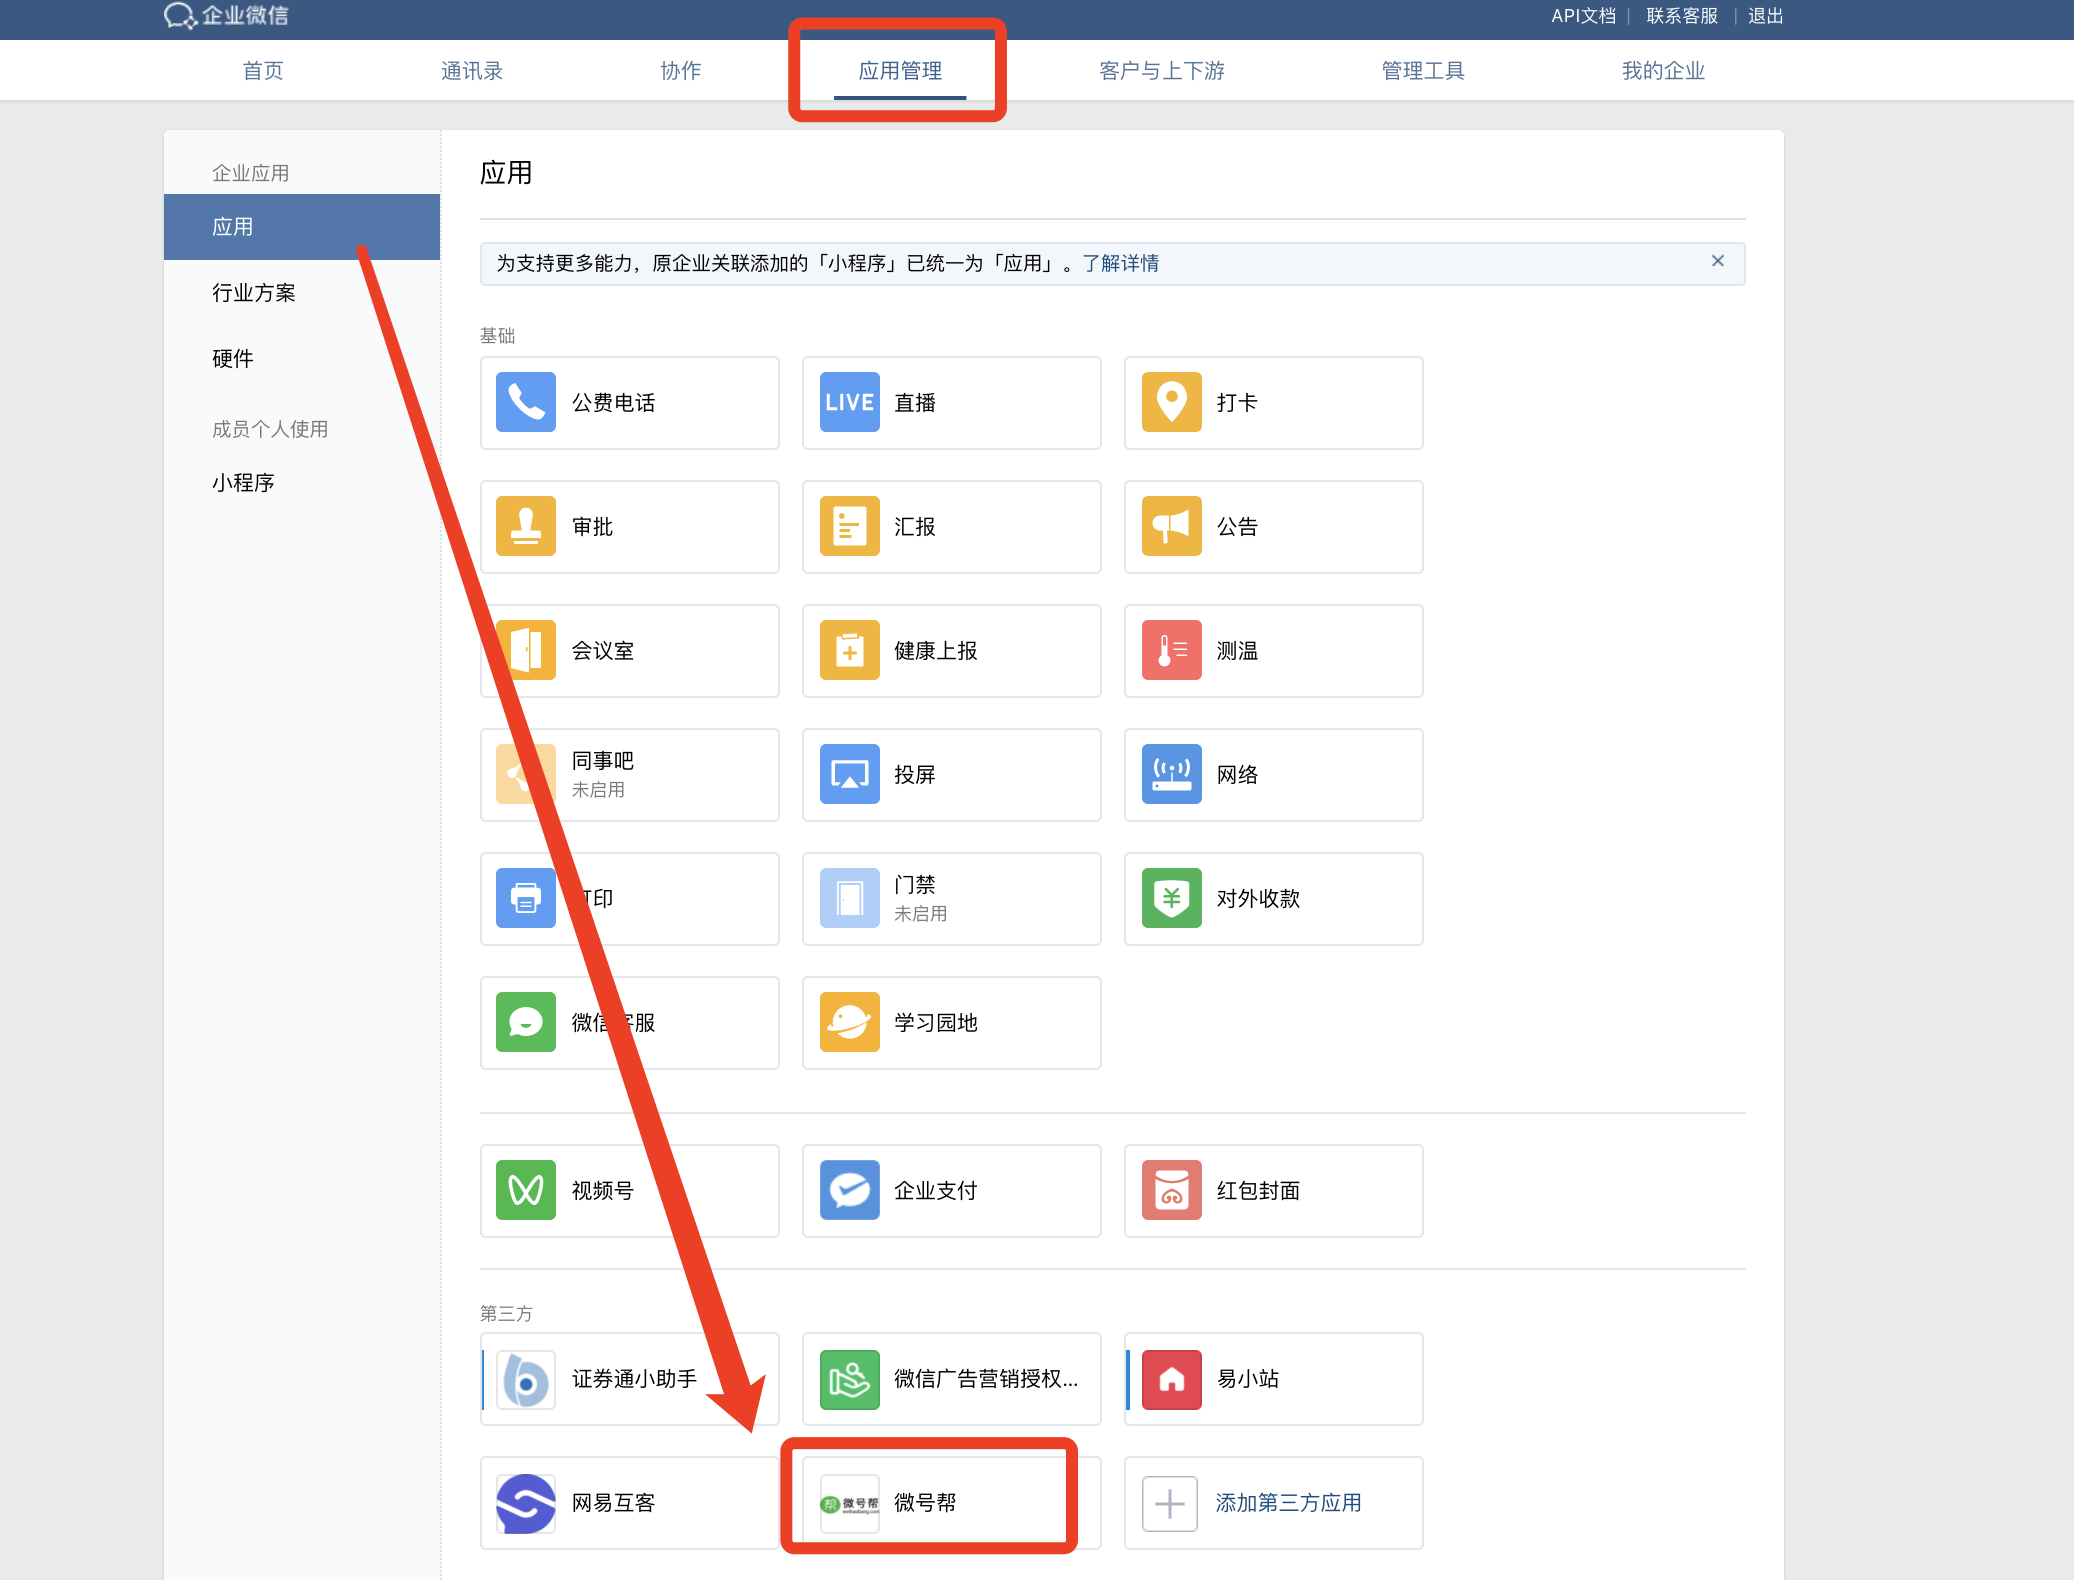 企业微信
API文档 | 联系客服 | 退出
首页 通讯录 协作 应用管理 客户与上下游 管理工具 我的企业
企业应用
应用
行业方案
硬件
成员个人使用
小程序
应用
为支持更多能力，原企业关联添加的「小程序」已统一为「应用」。了解详情
基础
公费电话
LIVE
直播
打卡
审批
汇报
公告
会议室
健康上报
测温
同事吧
未启用
投屏
网络
印
门禁
未启用
对外收款
微信 服
学习园地
视频号
企业支付
红包封面
第三方
证券通小助手
微信广告营销授权...
易小站
网易互客
帮 微号帮
微号帮
添加第三方应用